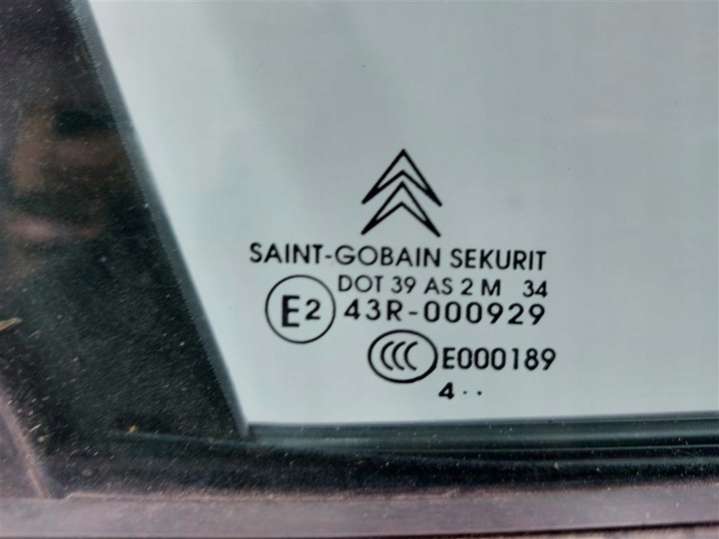 SAINT-GOBAIN SEKURIT
DOT 39 AS 2 M 34
E2 43R-000929
CCC E000189
4 ··